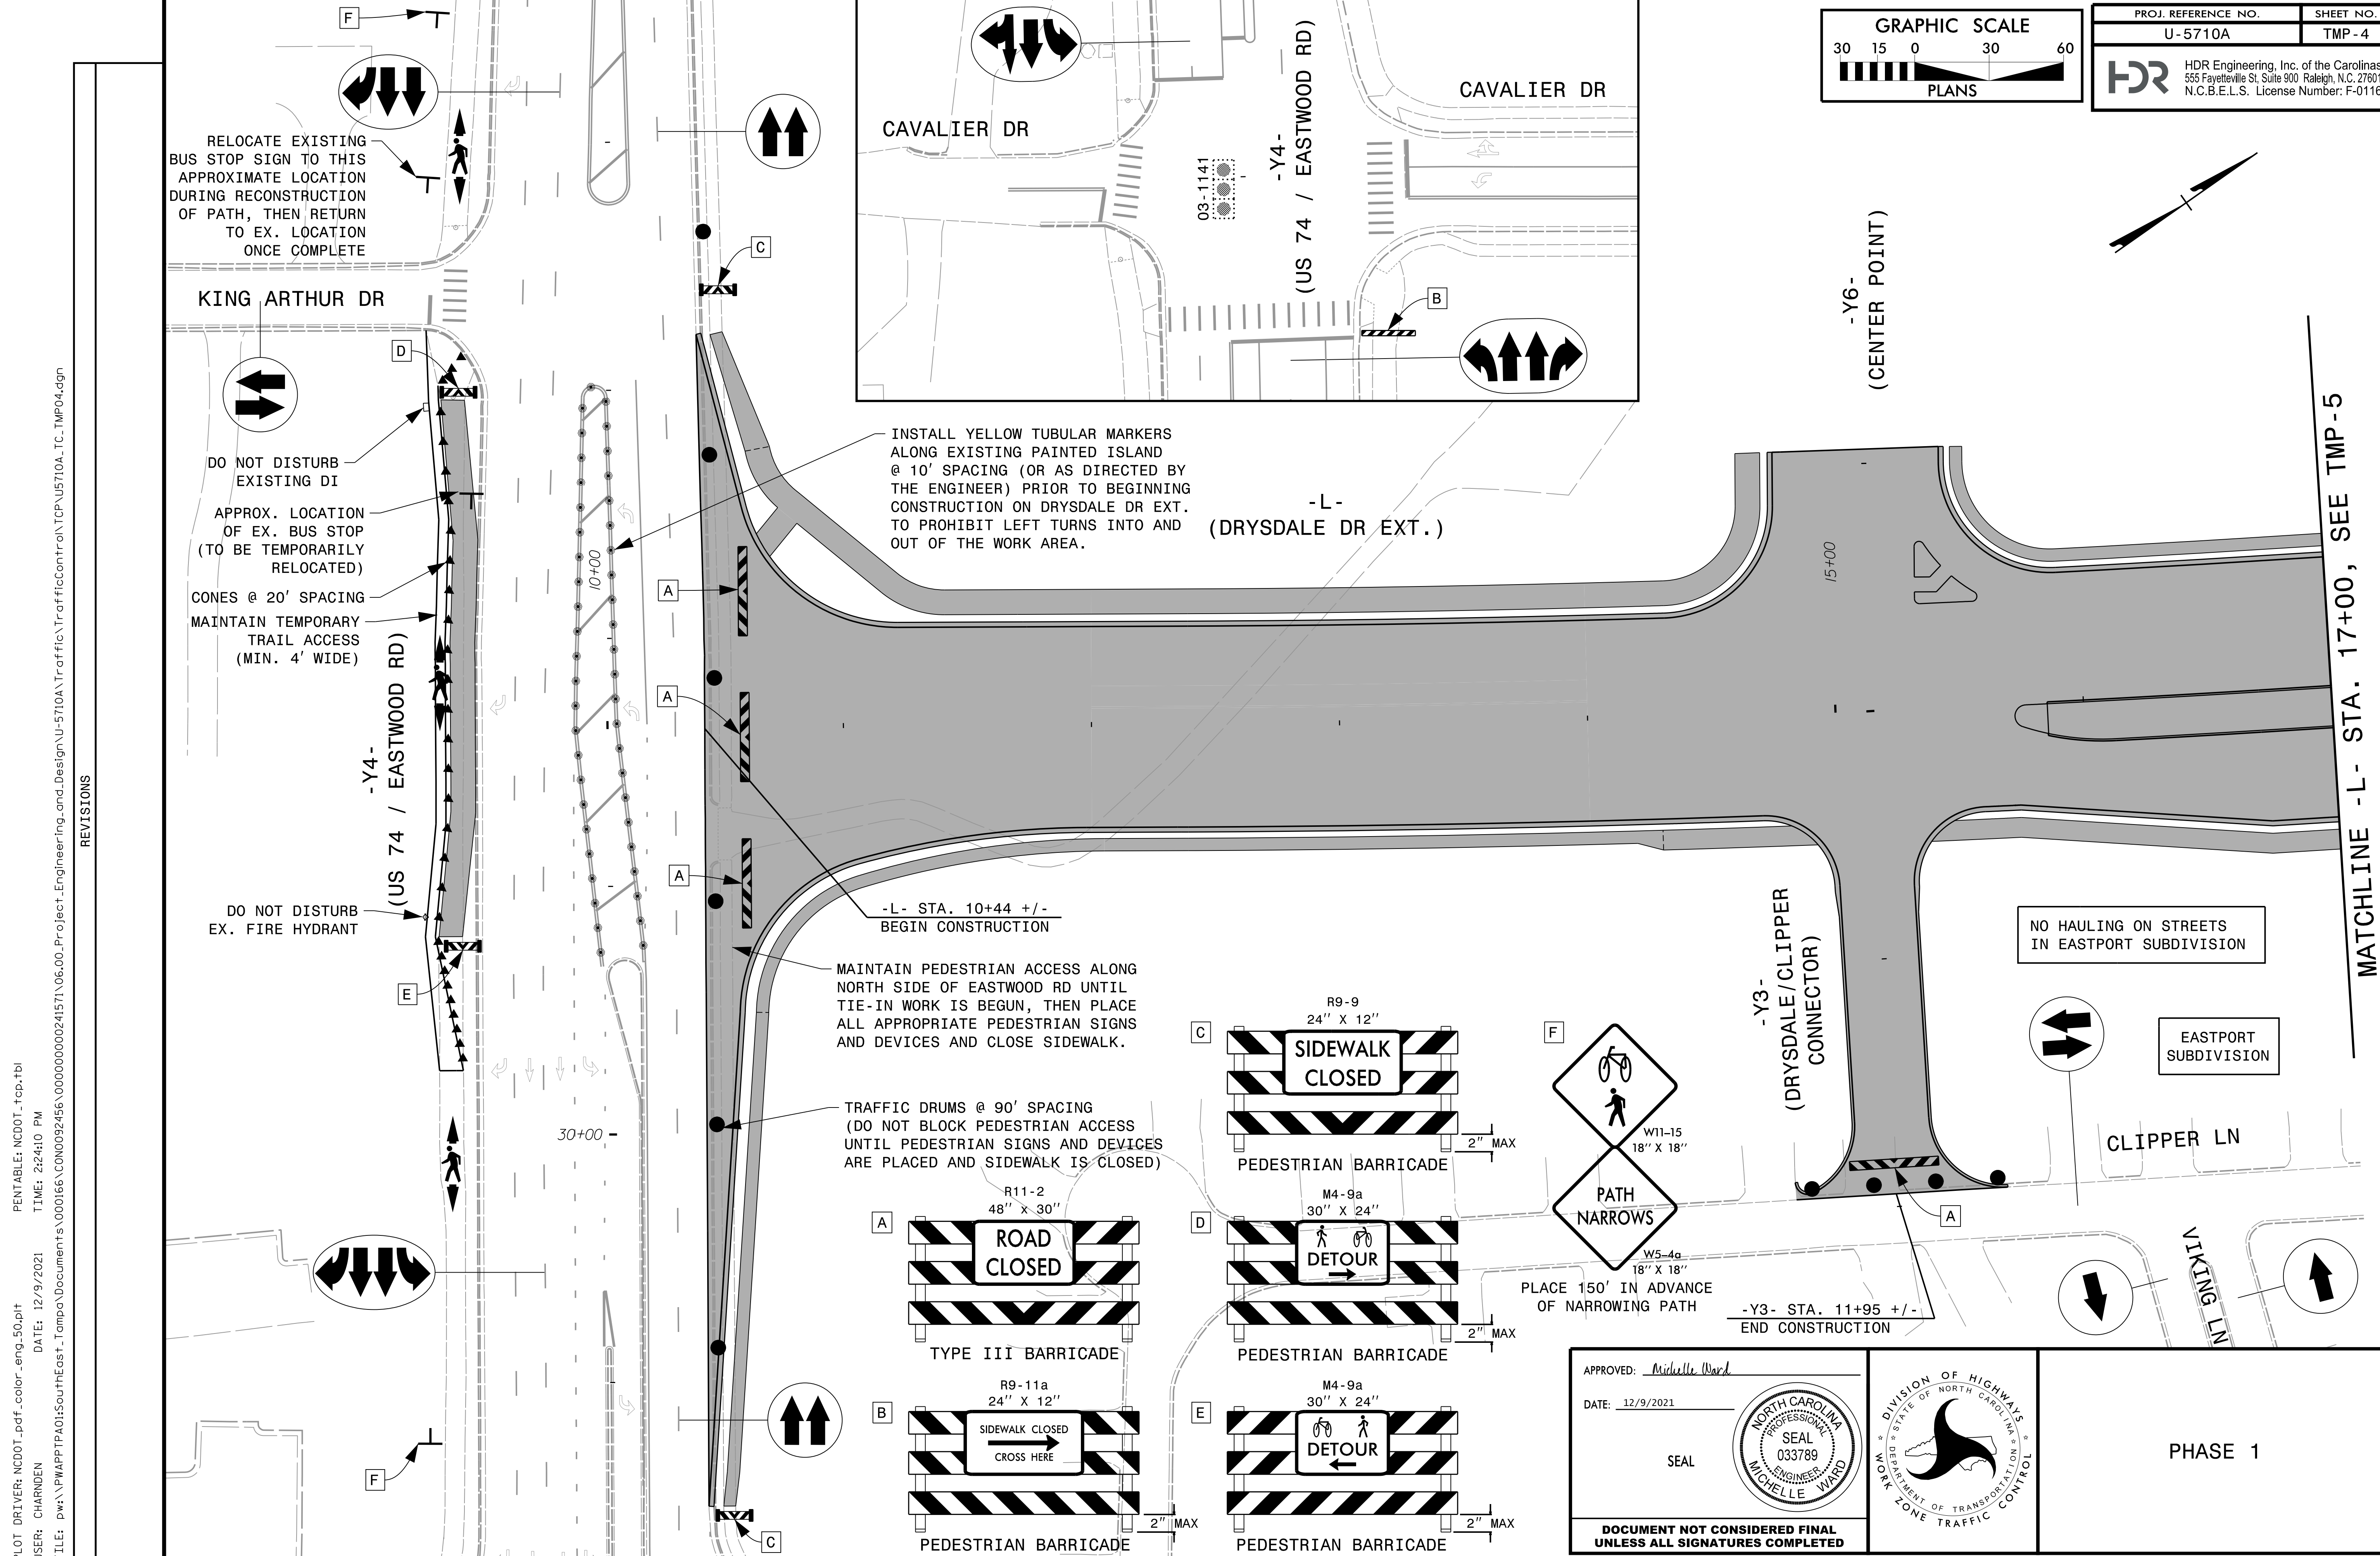 F
RELOCATE EXISTING
BUS STOP SIGN TO THIS
APPROXIMATE LOCATION
DURING RECONSTRUCTION
OF PATH, THEN RETURN
TO EX. LOCATION
ONCE COMPLETE
KING ARTHUR DR
D
DO NOT DISTURB
EXISTING DI
APPROX. LOCATION
OF EX. BUS STOP
(TO BE TEMPORARILY
RELOCATED)
CONES @ 20' SPACING
MAINTAIN TEMPORARY
TRAIL ACCESS
(MIN. 4' WIDE)
-Y4-
(US 74 / EASTWOOD RD)
DO NOT DISTURB
EX. FIRE HYDRANT
E
F
C
CAVALIER DR
CAVALIER DR
03-1141
-Y4-
(US 74 / EASTWOOD RD)
B
GRAPHIC SCALE
30 15 0 30 60
PLANS
PROJ. REFERENCE NO.
SHEET NO.
U-5710A
TMP-4
HDR
HDR Engineering, Inc. of the Carolinas
555 Fayetteville St, Suite 900 Raleigh, N.C. 27601
N.C.B.E.L.S. License Number: F-0116
-Y6-
(CENTER POINT)
INSTALL YELLOW TUBULAR MARKERS
ALONG EXISTING PAINTED ISLAND
@ 10' SPACING (OR AS DIRECTED BY
THE ENGINEER) PRIOR TO BEGINNING
CONSTRUCTION ON DRYSDALE DR EXT.
TO PROHIBIT LEFT TURNS INTO AND
OUT OF THE WORK AREA.
-L-
(DRYSDALE DR EXT.)
10+00
15+00
A
A
A
MATCHLINE -L- STA. 17+00, SEE TMP-5
-L- STA. 10+44 +/-
BEGIN CONSTRUCTION
MAINTAIN PEDESTRIAN ACCESS ALONG
NORTH SIDE OF EASTWOOD RD UNTIL
TIE-IN WORK IS BEGUN, THEN PLACE
ALL APPROPRIATE PEDESTRIAN SIGNS
AND DEVICES AND CLOSE SIDEWALK.
30+00
TRAFFIC DRUMS @ 90' SPACING
(DO NOT BLOCK PEDESTRIAN ACCESS
UNTIL PEDESTRIAN SIGNS AND DEVICES
ARE PLACED AND SIDEWALK IS CLOSED)
-Y3-
(DRYSDALE/CLIPPER
CONNECTOR)
NO HAULING ON STREETS
IN EASTPORT SUBDIVISION
EASTPORT
SUBDIVISION
CLIPPER LN
VIKING LN
A
-Y3- STA. 11+95 +/-
END CONSTRUCTION
C
R9-9
24'' X 12''
SIDEWALK
CLOSED
2'' MAX
PEDESTRIAN BARRICADE
F
W11-15
18'' X 18''
PATH
NARROWS
W5-4a
18'' X 18''
PLACE 150' IN ADVANCE
OF NARROWING PATH
A
R11-2
48'' x 30''
ROAD
CLOSED
TYPE III BARRICADE
D
M4-9a
30'' X 24''
DETOUR
2'' MAX
PEDESTRIAN BARRICADE
B
R9-11a
24'' X 12''
SIDEWALK CLOSED
CROSS HERE
2'' MAX
PEDESTRIAN BARRICADE
E
M4-9a
30'' X 24''
DETOUR
2'' MAX
PEDESTRIAN BARRICADE
C
APPROVED: Michelle Ward
DATE: 12/9/2021
SEAL
NORTH CAROLINA
PROFESSIONAL
SEAL
033789
ENGINEER
MICHELLE WARD
DOCUMENT NOT CONSIDERED FINAL
UNLESS ALL SIGNATURES COMPLETED
DIVISION OF HIGHWAYS
STATE OF NORTH CAROLINA
DEPARTMENT OF TRANSPORTATION
WORK ZONE TRAFFIC CONTROL
PHASE 1
REVISIONS
PLOT DRIVER: NCDOT_pdf_color_eng_50.plt PENTABLE: NCDOT_tcp.tbl
USER: CHARNDEN DATE: 12/9/2021 TIME: 2:24:10 PM